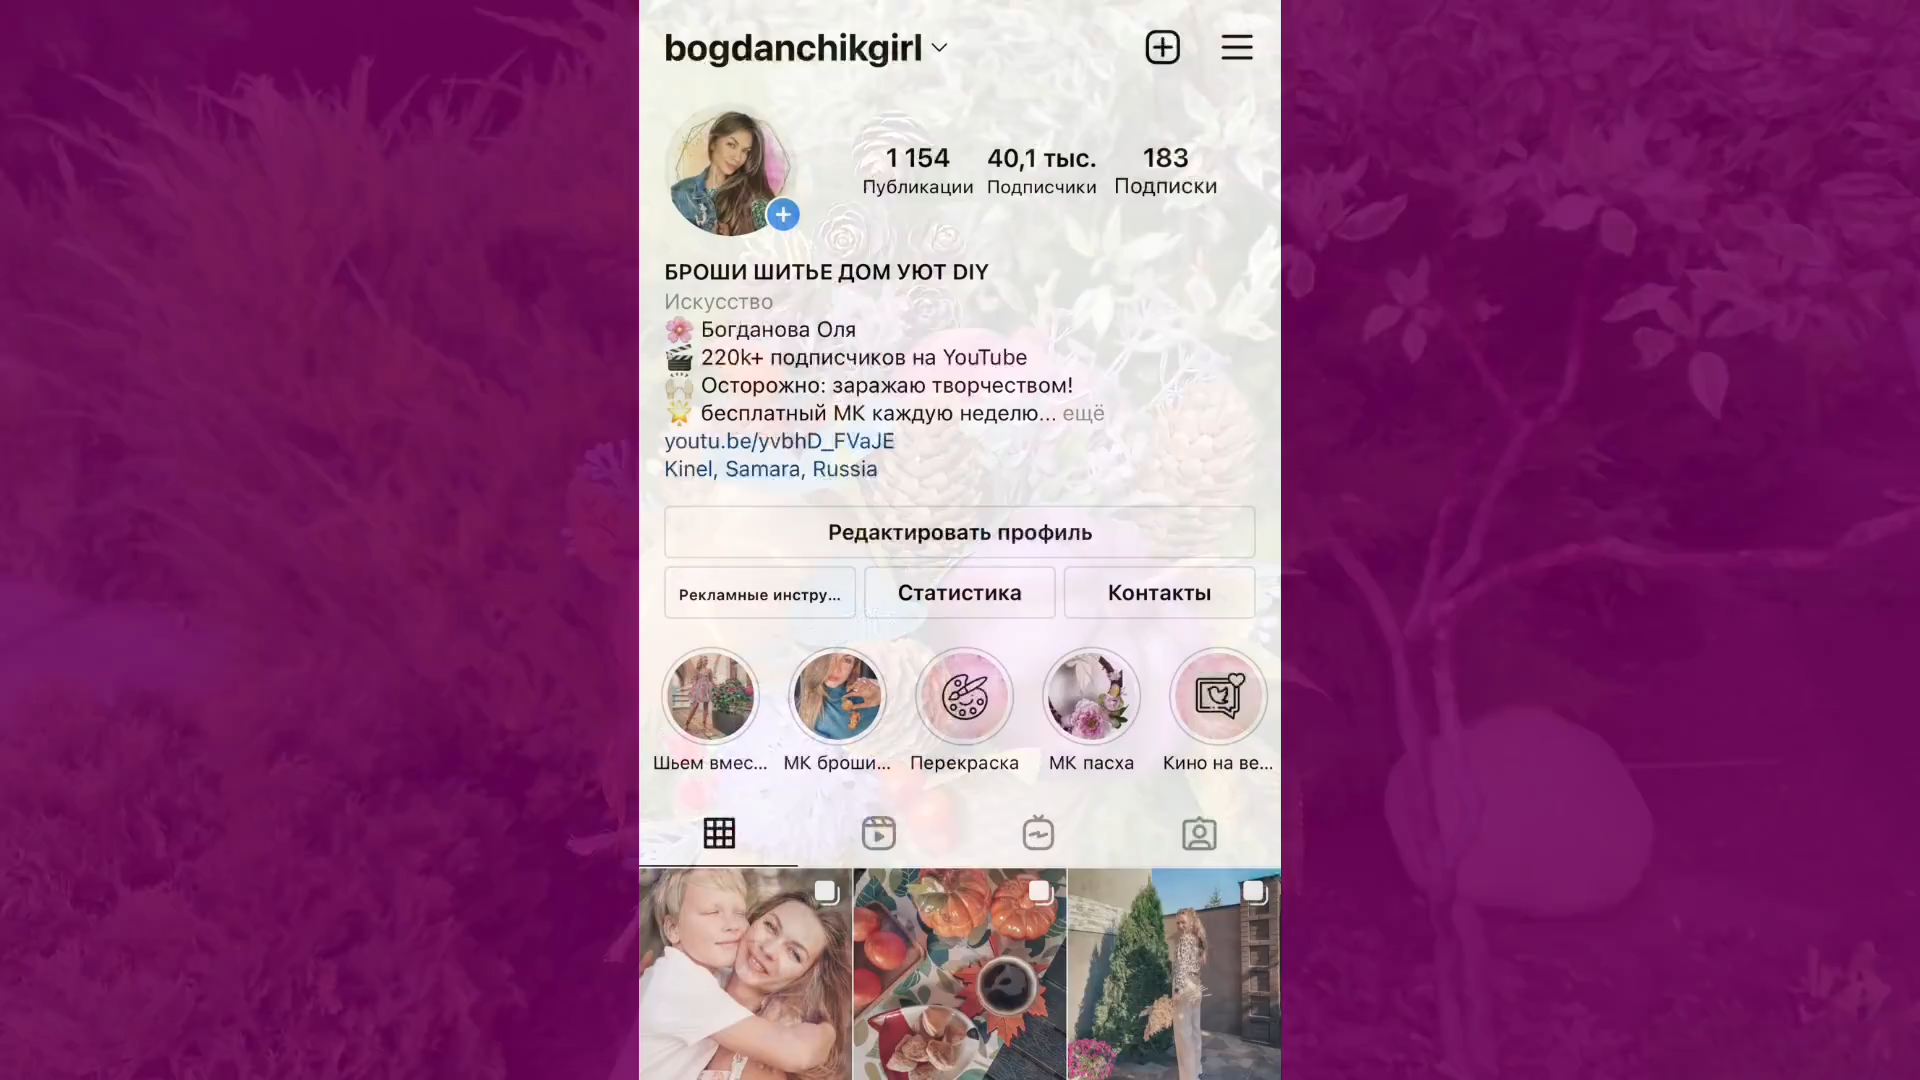 bogdanchikgirl
1 154 40,1 тыс. 183
Публикации Подписчики Подписки
БРОШИ ШИТЬЕ ДОМ УЮТ DIY
Искусство
🌸 Богданова Оля
🎬 220k+ подписчиков на YouTube
🙌🏻 Осторожно: заражаю творчеством!
🌟 бесплатный МК каждую неделю... ещё
youtu.be/yvbhD_FVaJE
Kinel, Samara, Russia
Редактировать профиль
Рекламные инстру... Статистика Контакты
Шьем вмес... МК броши... Перекраска МК пасха Кино на ве...